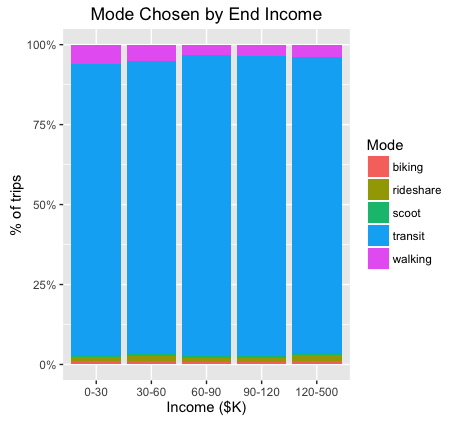 Mode Chosen by End Income
100%
75%
50%
25%
0%
% of trips
0-30 30-60 60-90 90-120 120-500
Income ($K)
Mode
biking
rideshare
scoot
transit
walking